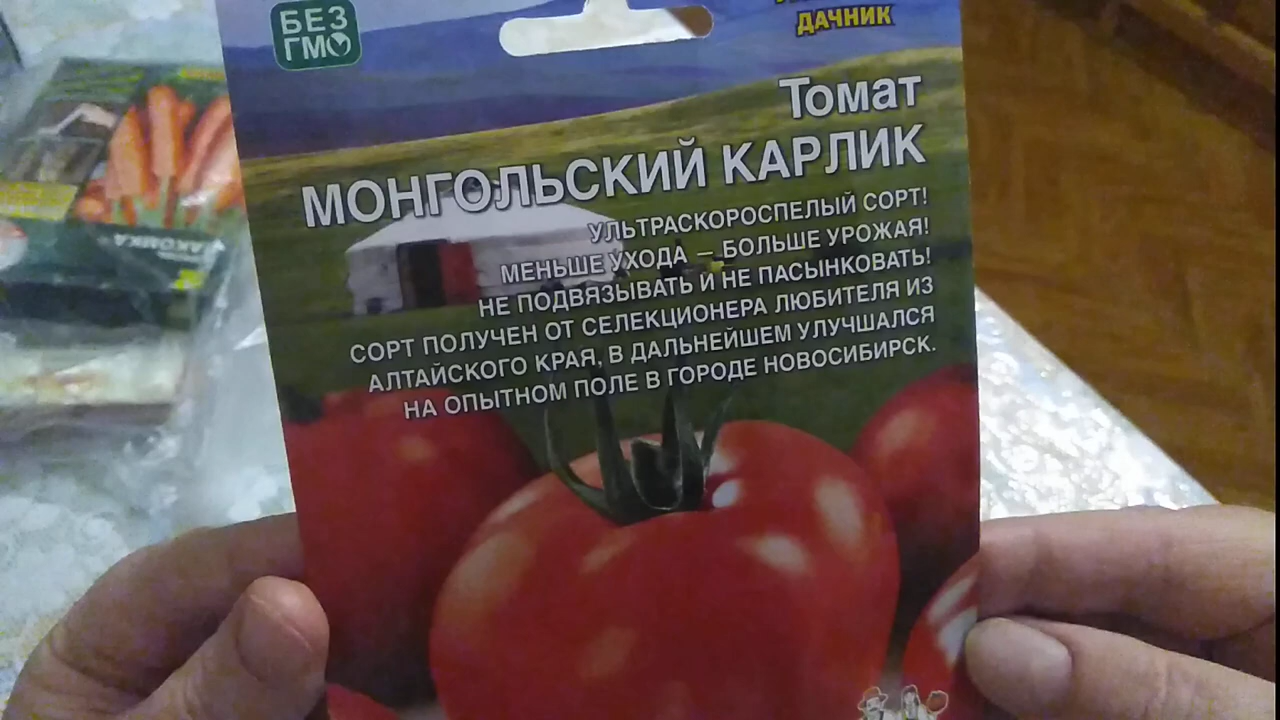 БЕЗ
ГМО
ДАЧНИК
Томат
МОНГОЛЬСКИЙ КАРЛИК
УЛЬТРАСКОРОСПЕЛЫЙ СОРТ!
МЕНЬШЕ УХОДА – БОЛЬШЕ УРОЖАЯ!
НЕ ПОДВЯЗЫВАТЬ И НЕ ПАСЫНКОВАТЬ!
СОРТ ПОЛУЧЕН ОТ СЕЛЕКЦИОНЕРА ЛЮБИТЕЛЯ ИЗ
АЛТАЙСКОГО КРАЯ, В ДАЛЬНЕЙШЕМ УЛУЧШАЛСЯ
НА ОПЫТНОМ ПОЛЕ В ГОРОДЕ НОВОСИБИРСК.